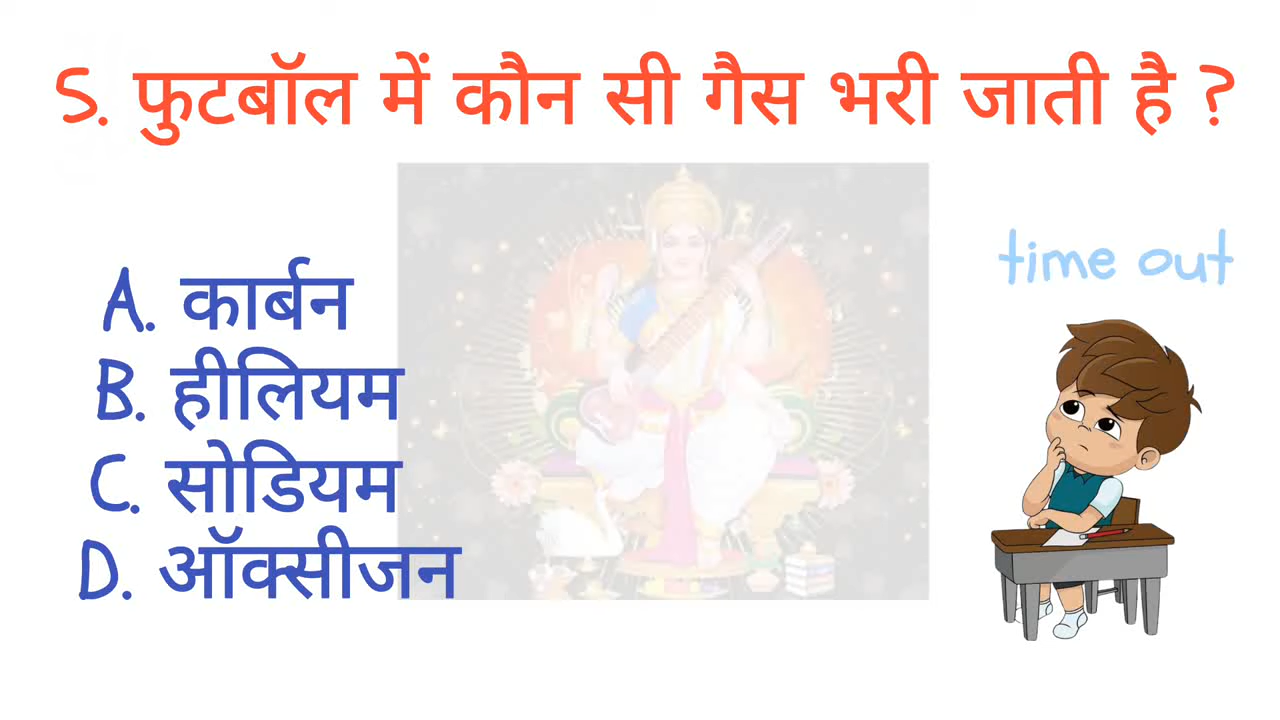 5. फुटबॉल में कौन सी गैस भरी जाती है ?
time out
A. कार्बन
B. हीलियम
C. सोडियम
D. ऑक्सीजन